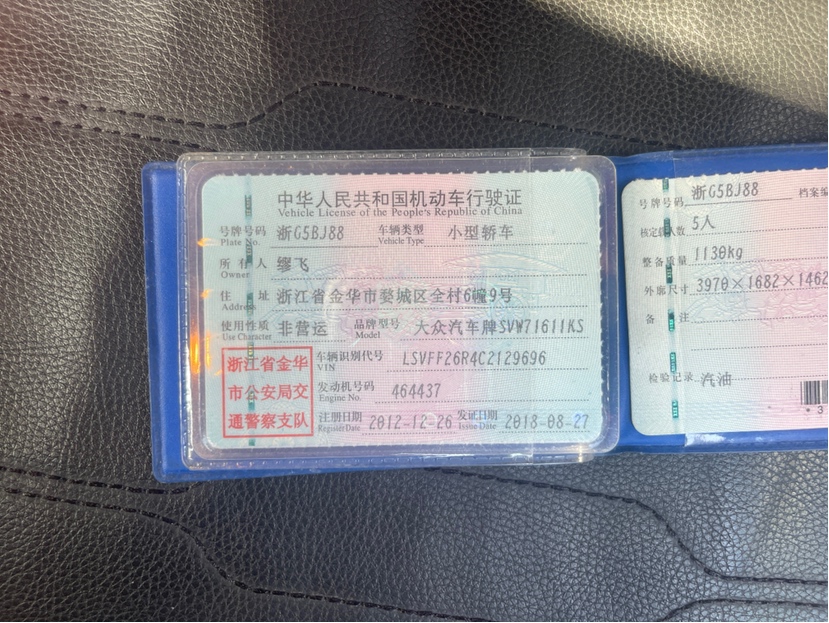 中华人民共和国机动车行驶证
Vehicle License of the People's Republic of China
号牌号码 浙G5BJ88 车辆类型 小型轿车
Plate No. Vehicle Type
所有人 缪飞
Owner
住址 浙江省金华市婺城区全村6幢9号
Address
使用性质 非营运 品牌型号 大众汽车牌SVW71611KS
Use Character Model
浙江省金华
市公安局交
通警察支队
车辆识别代号 LSVFF26R4C2129696
VIN
发动机号码 464437
Engine No.
注册日期 2012-12-26 发证日期 2018-08-27
Register Date Issue Date
号牌号码 浙G5BJ88 档案编
核定载人数 5人
整备质量 1130kg
外廓尺寸 3970×1682×1462
备注
检验记录 汽油
*3